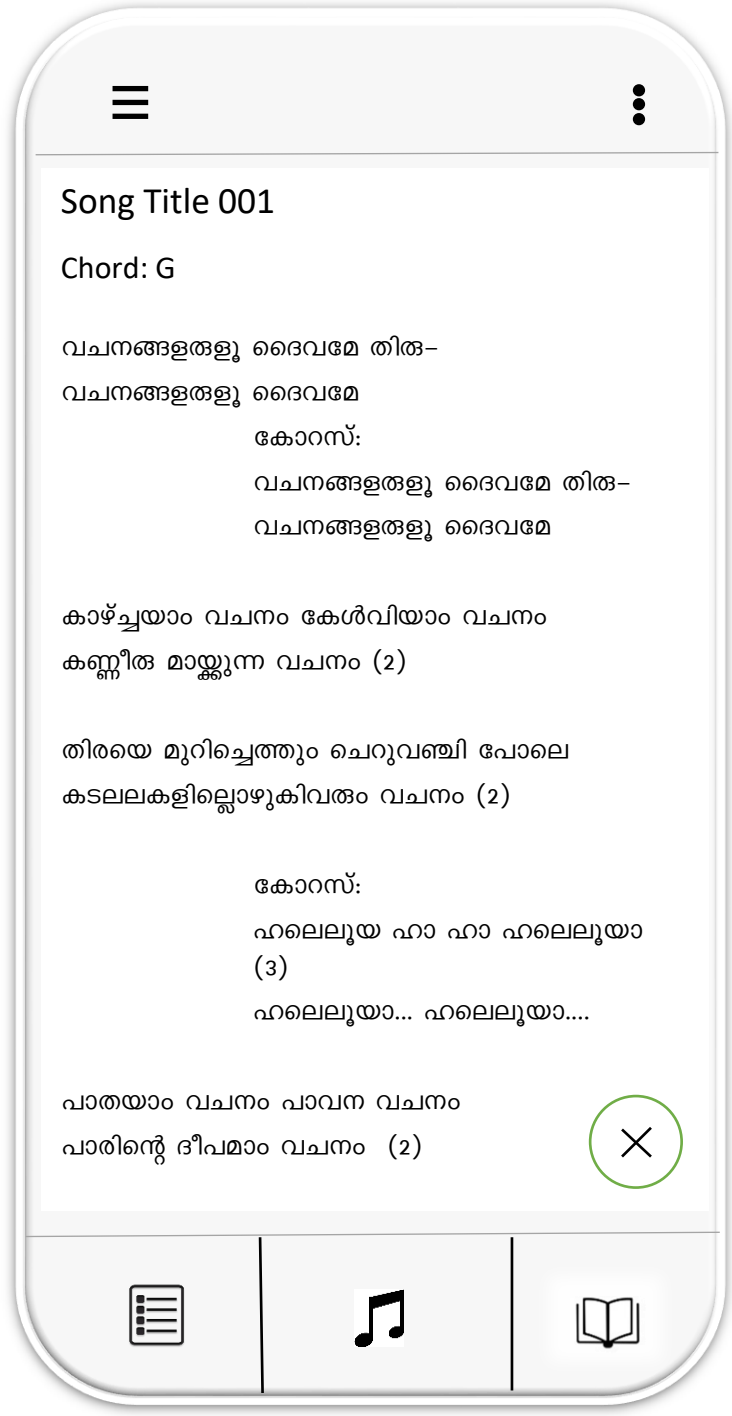 Song Title 001
Chord: G
വചനങ്ങളരുളൂ ദൈവമേ തിരു–
വചനങ്ങളരുളൂ ദൈവമേ
കോറസ്:
വചനങ്ങളരുളൂ ദൈവമേ തിരു–
വചനങ്ങളരുളൂ ദൈവമേ
കാഴ്ച്ചയാം വചനം കേൾവിയാം വചനം
കണ്ണീരു മായ്ക്കുന്ന വചനം (2)
തിരയെ മുറിച്ചെത്തും ചെറുവഞ്ചി പോലെ
കടലലകളില്ലൊഴുകിവരും വചനം (2)
കോറസ്:
ഹലെലൂയ ഹാ ഹാ ഹലെലൂയാ
(3)
ഹലെലൂയാ... ഹലെലൂയാ....
പാതയാം വചനം പാവന വചനം
പാരിന്റെ ദീപമാം വചനം (2)